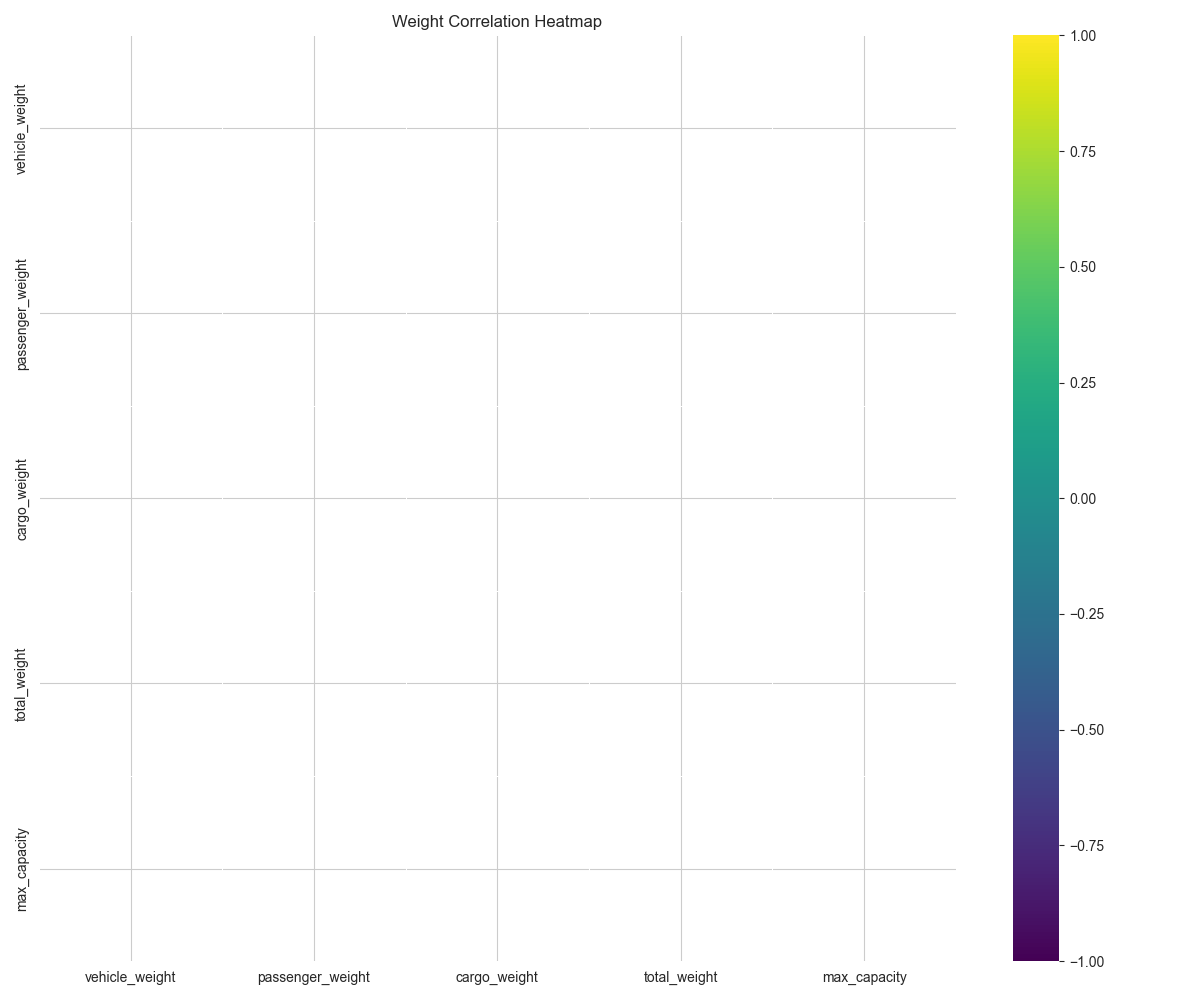 Weight Correlation Heatmap
vehicle_weight
passenger_weight
cargo_weight
total_weight
max_capacity
vehicle_weight
passenger_weight
cargo_weight
total_weight
max_capacity
1.00
0.75
0.50
0.25
0.00
−0.25
−0.50
−0.75
−1.00